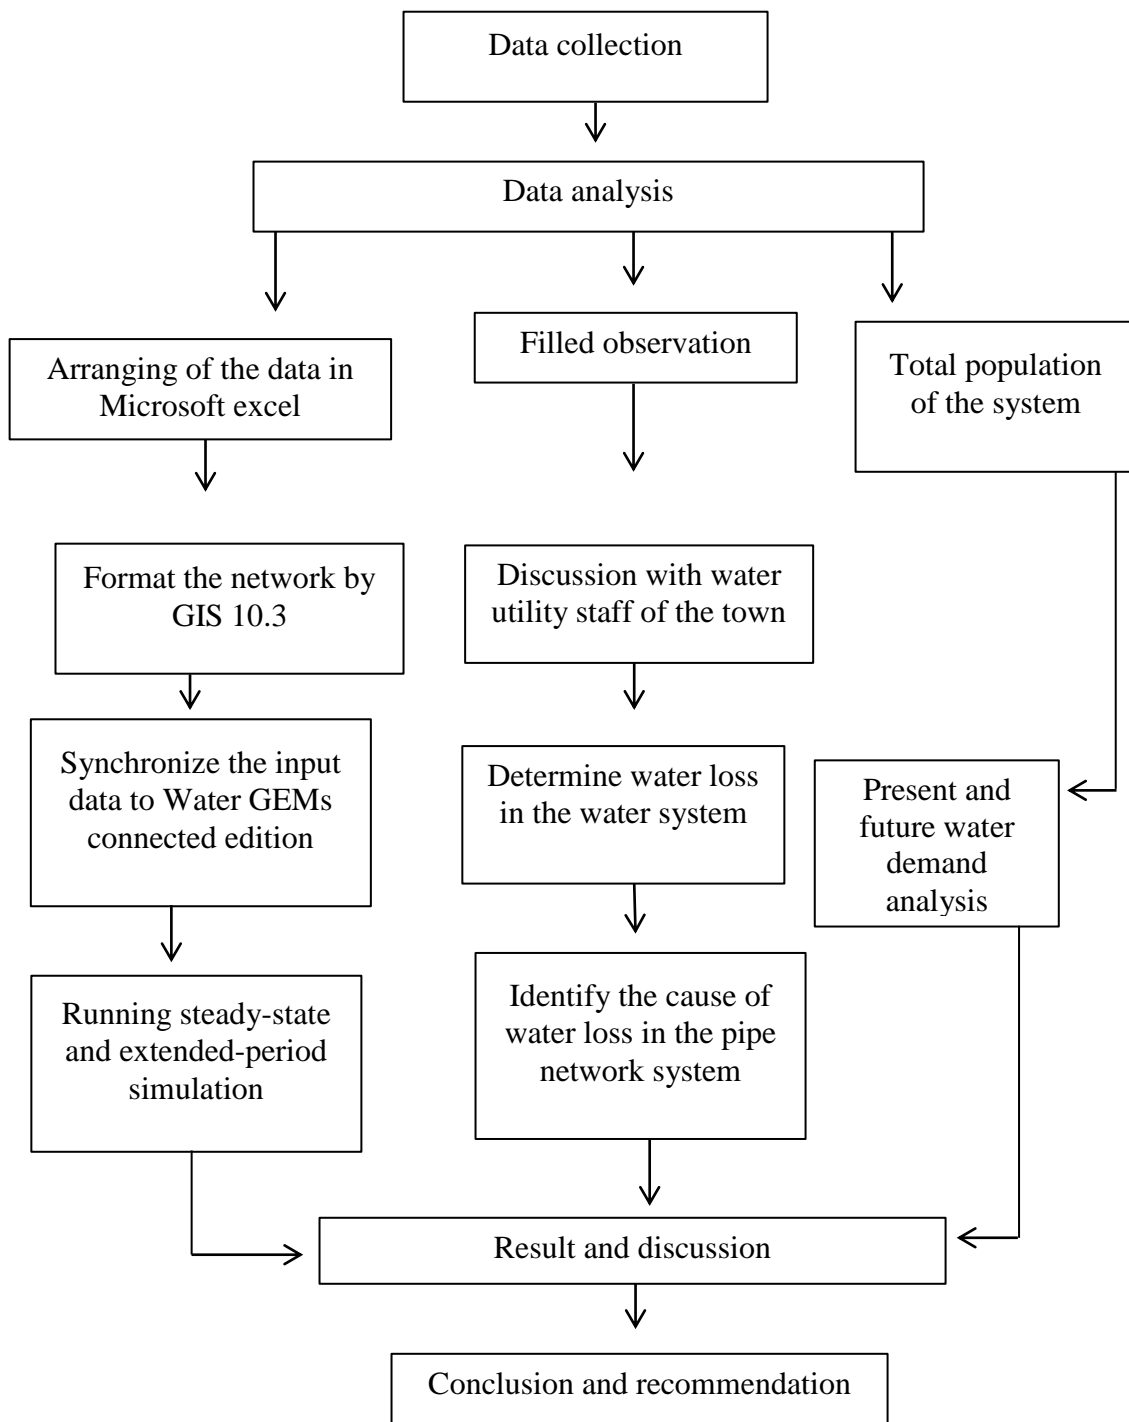 Data collection
Data analysis
Arranging of the data in
Microsoft excel
Filled observation
Total population
of the system
Format the network by
GIS 10.3
Discussion with water
utility staff of the town
Synchronize the input
data to Water GEMs
connected edition
Determine water loss
in the water system
Present and
future water
demand
analysis
Running steady-state
and extended-period
simulation
Identify the cause of
water loss in the pipe
network system
Result and discussion
Conclusion and recommendation